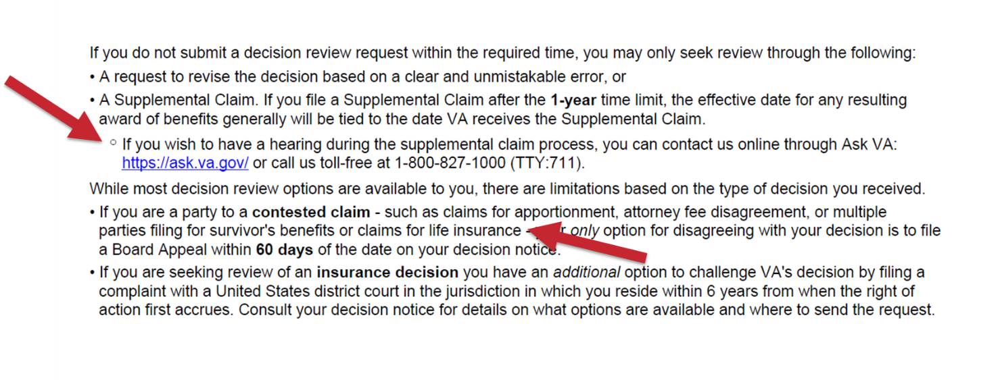 If you do not submit a decision review request within the required time, you may only seek review through the following:
• A request to revise the decision based on a clear and unmistakable error, or
• A Supplemental Claim. If you file a Supplemental Claim after the 1-year time limit, the effective date for any resulting
award of benefits generally will be tied to the date VA receives the Supplemental Claim.
○ If you wish to have a hearing during the supplemental claim process, you can contact us online through Ask VA:
https://ask.va.gov/ or call us toll-free at 1-800-827-1000 (TTY:711).
While most decision review options are available to you, there are limitations based on the type of decision you received.
• If you are a party to a contested claim - such as claims for apportionment, attorney fee disagreement, or multiple
parties filing for survivor's benefits or claims for life insurance - only option for disagreeing with your decision is to file
a Board Appeal within 60 days of the date on your decision notice.
• If you are seeking review of an insurance decision you have an additional option to challenge VA's decision by filing a
complaint with a United States district court in the jurisdiction in which you reside within 6 years from when the right of
action first accrues. Consult your decision notice for details on what options are available and where to send the request.